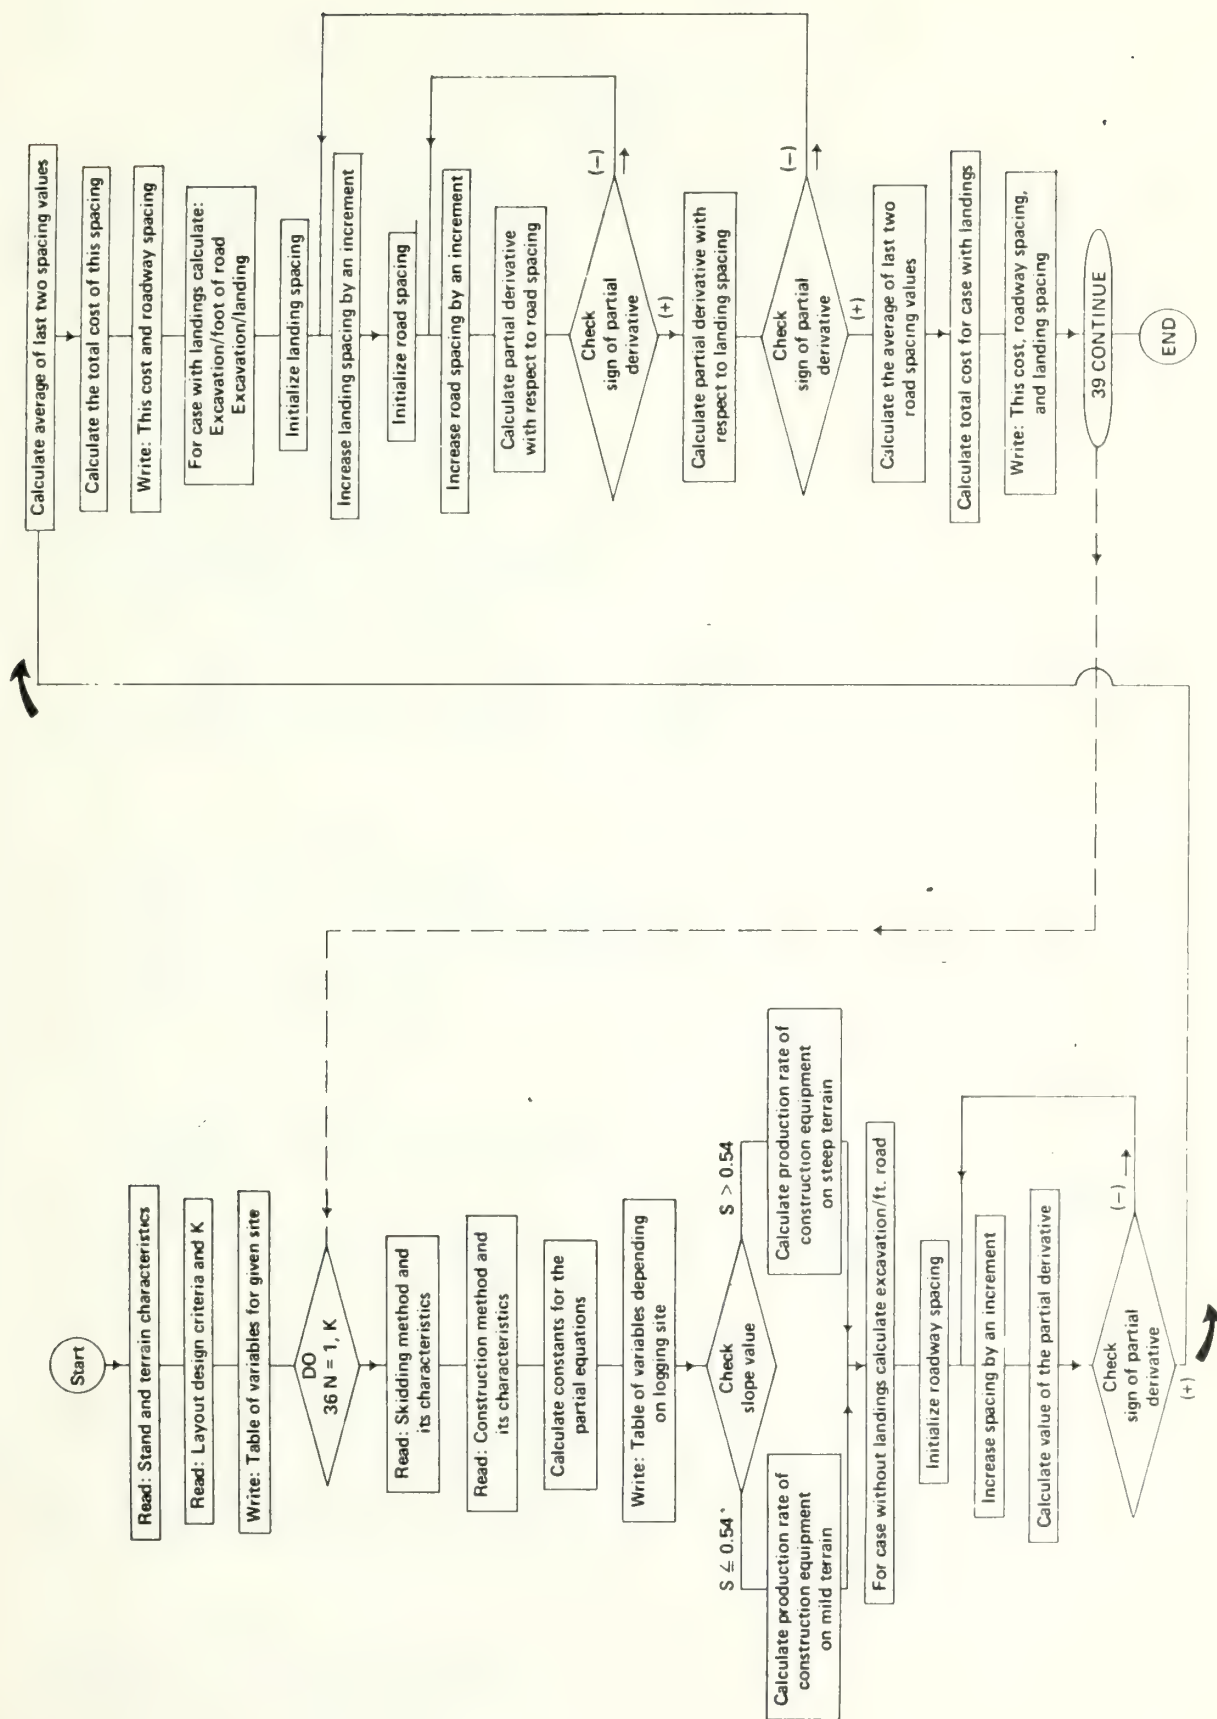 Start
Read: Stand and terrain characteristics
Read: Layout design criteria and K
Write: Table of variables for given site
DO
36 N = 1, K
Read: Skidding method and
its characteristics
Read: Construction method and
its characteristics
Calculate constants for the
partial equations
Write: Table of variables depending
on logging site
Check
slope value
S ≤ 0.54
S > 0.54
Calculate production rate of
construction equipment
on mild terrain
Calculate production rate of
construction equipment
on steep terrain
For case without landings calculate excavation/ft. road
Initialize roadway spacing
Increase spacing by an increment
Calculate value of the partial derivative
Check
sign of partial
derivative
(−)
(+)
Calculate average of last two spacing values
Calculate the total cost of this spacing
Write: This cost and roadway spacing
For case with landings calculate:
Excavation/foot of road
Excavation/landing
Initialize landing spacing
Increase landing spacing by an increment
Initialize road spacing
Increase road spacing by an increment
Calculate partial derivative
with respect to road spacing
Check
sign of partial
derivative
(−)
(+)
Calculate partial derivative with
respect to landing spacing
Check
sign of partial
derivative
(−)
(+)
Calculate the average of last two
road spacing values
Calculate total cost for case with landings
Write: This cost, roadway spacing,
and landing spacing
39 CONTINUE
END